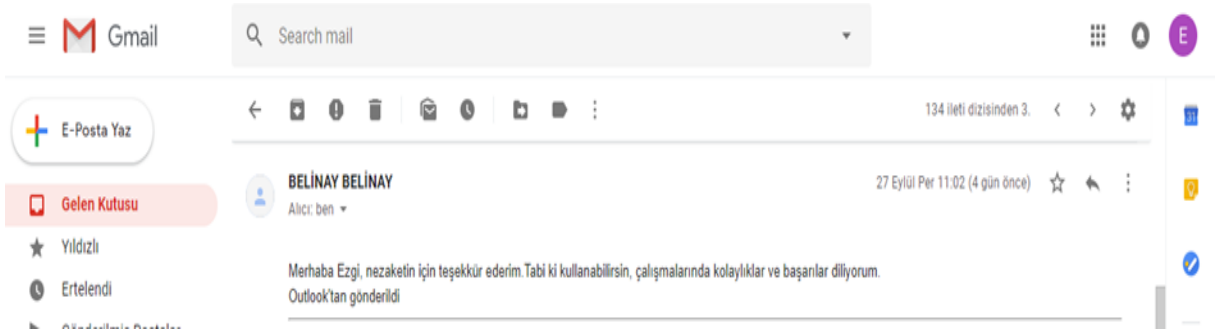 Gmail
Search mail
E
E-Posta Yaz
134 ileti dizisinden 3.
31
Gelen Kutusu
BELİNAY BELİNAY
27 Eylül Per 11:02 (4 gün önce)
Alıcı: ben
Yıldızlı
Merhaba Ezgi, nezaketin için teşekkür ederim.Tabi ki kullanabilirsin, çalışmalarında kolaylıklar ve başarılar diliyorum.
Ertelendi
Outlook'tan gönderildi